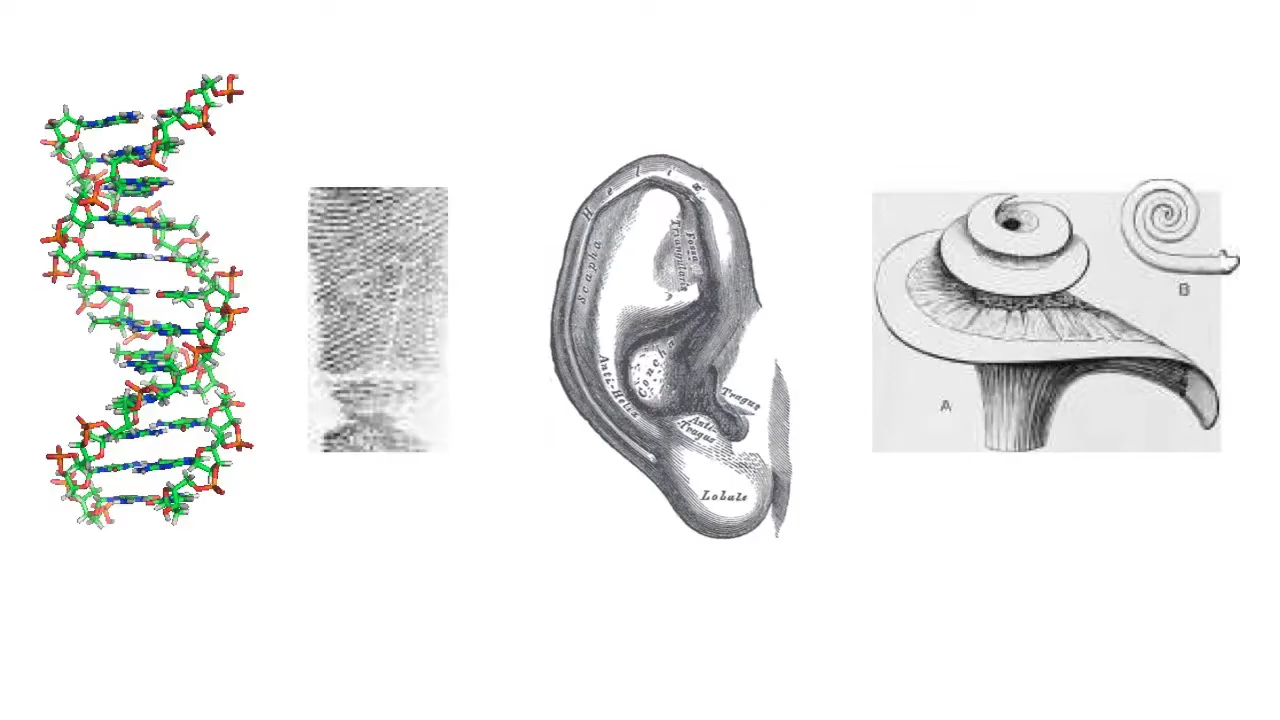 Helix
Scapha
Fossa
Triangularis
Concha
Anti-Helix
Tragus
Anti-
Tragus
Lobule
A
B